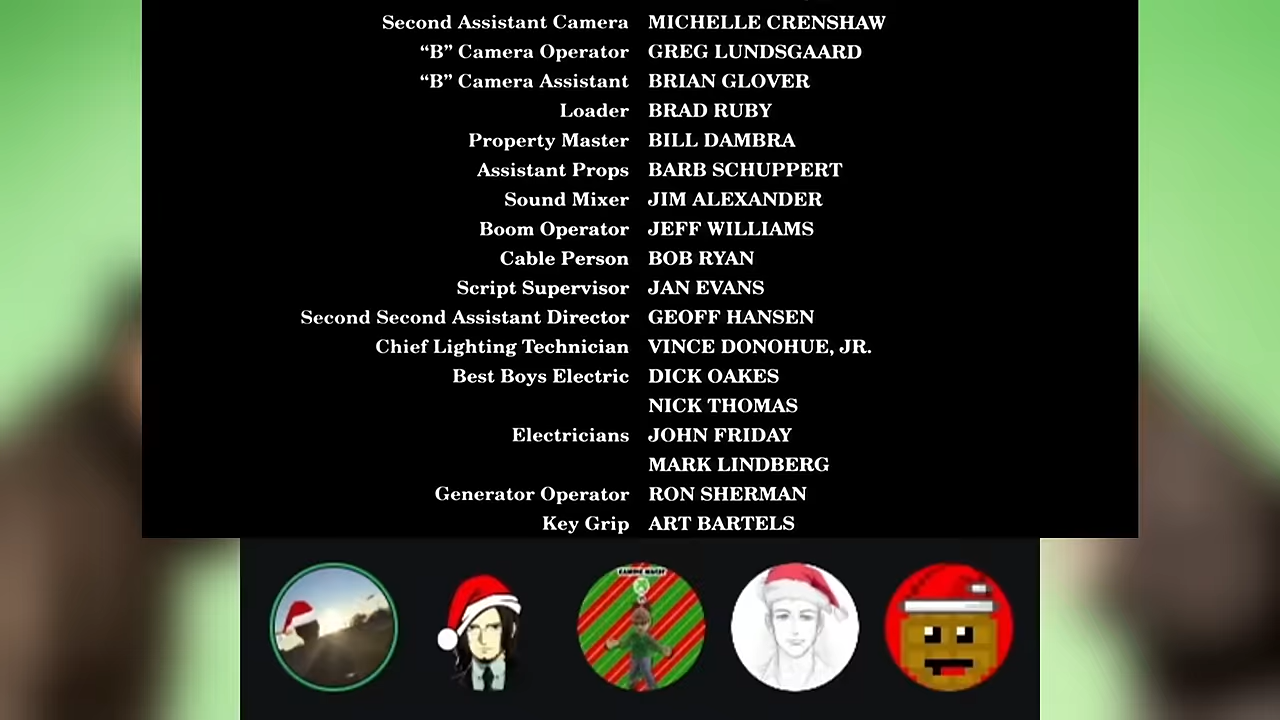 Second Assistant Camera MICHELLE CRENSHAW
“B” Camera Operator GREG LUNDSGAARD
“B” Camera Assistant BRIAN GLOVER
Loader BRAD RUBY
Property Master BILL DAMBRA
Assistant Props BARB SCHUPPERT
Sound Mixer JIM ALEXANDER
Boom Operator JEFF WILLIAMS
Cable Person BOB RYAN
Script Supervisor JAN EVANS
Second Second Assistant Director GEOFF HANSEN
Chief Lighting Technician VINCE DONOHUE, JR.
Best Boys Electric DICK OAKES
NICK THOMAS
Electricians JOHN FRIDAY
MARK LINDBERG
Generator Operator RON SHERMAN
Key Grip ART BARTELS